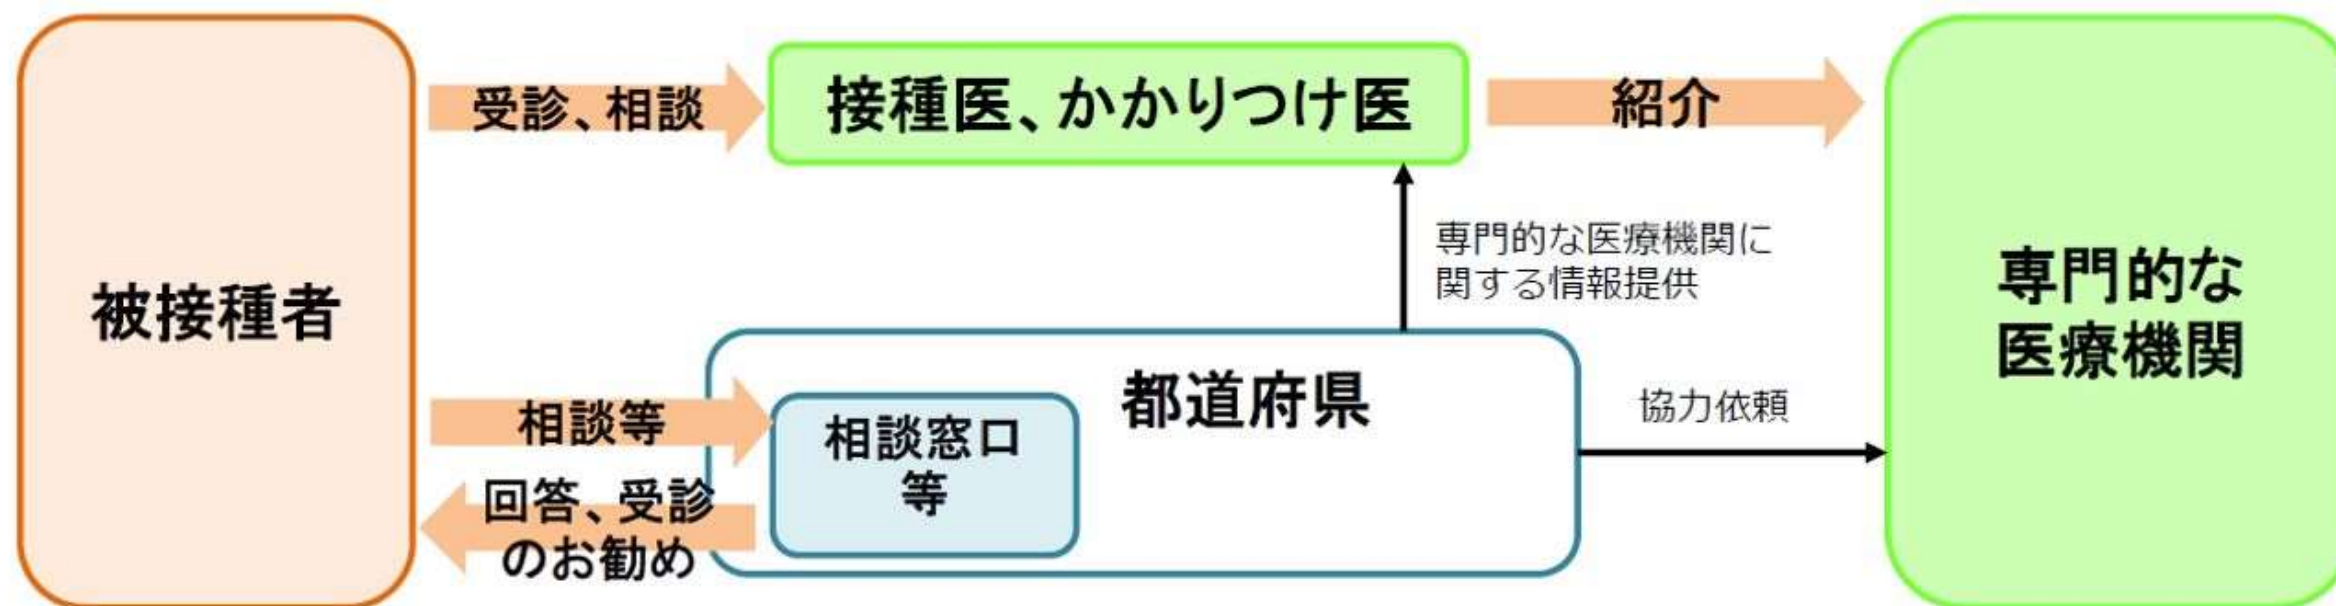 受診、相談
接種医、かかりつけ医
紹介
被接種者
専門的な医療機関に
関する情報提供
専門的な
医療機関
都道府県
相談等
相談窓口
等
協力依頼
回答、受診
のお勧め